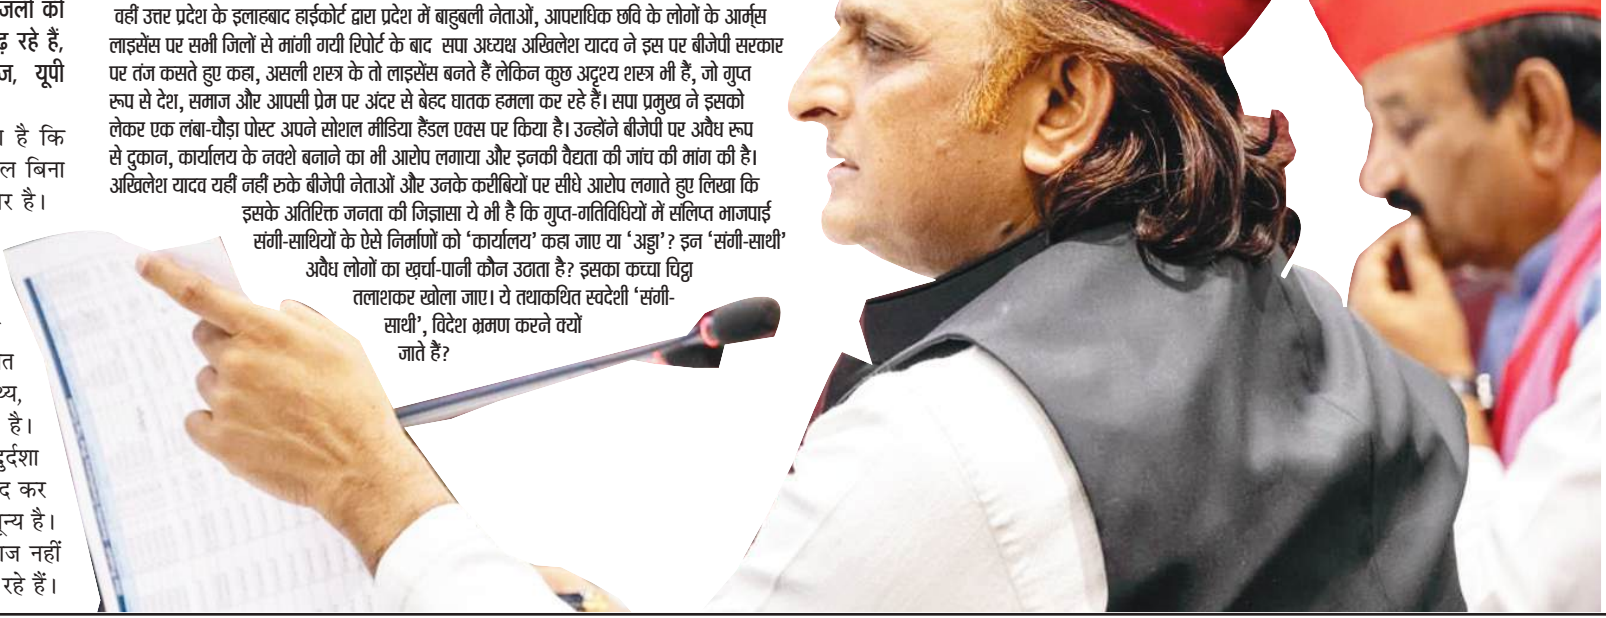 जलों की
ढ़ रहे हैं,
ज, यूपी
है कि
ल बिना
र है।
त
थ्य,
है।
दुर्दशा
द कर
न्य है।
ाज नहीं
रहे हैं।
वहीं उत्तर प्रदेश के इलाहबाद हाईकोर्ट द्वारा प्रदेश में बाहुबली नेताओं, आपराधिक छवि के लोगों के आर्म्स
लाइसेंस पर सभी जिलों से मांगी गयी रिपोर्ट के बाद सपा अध्यक्ष अखिलेश यादव ने इस पर बीजेपी सरकार
पर तंज कसते हुए कहा, असली शस्त्र के तो लाइसेंस बनते हैं लेकिन कुछ अदृश्य शस्त्र भी हैं, जो गुप्त
रूप से देश, समाज और आपसी प्रेम पर अंदर से बेहद घातक हमला कर रहे हैं। सपा प्रमुख ने इसको
लेकर एक लंबा-चौड़ा पोस्ट अपने सोशल मीडिया हैंडल एक्स पर किया है। उन्होंने बीजेपी पर अवैध रूप
से दुकान, कार्यालय के नक्शे बनाने का भी आरोप लगाया और इनकी वैद्यता की जांच की मांग की है।
अखिलेश यादव यहीं नहीं रुके बीजेपी नेताओं और उनके करीबियों पर सीधे आरोप लगाते हुए लिखा कि
इसके अतिरिक्त जनता की जिज्ञासा ये भी है कि गुप्त-गतिविधियों में संलिप्त भाजपाई
संगी-साथियों के ऐसे निर्माणों को ‘कार्यालय’ कहा जाए या ‘अड्डा’? इन ‘संगी-साथी’
अवैध लोगों का ख़र्चा-पानी कौन उठाता है? इसका कच्चा चिट्ठा
तलाशकर खोला जाए। ये तथाकथित स्वदेशी ‘संगी-
साथी’, विदेश भ्रमण करने क्यों
जाते हैं?